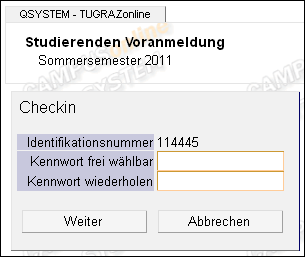 QSYSTEM - TUGRAZonline
Studierenden Voranmeldung
Sommersemester 2011
Checkin
Identifikationsnummer 114445
Kennwort frei wählbar
Kennwort wiederholen
Weiter Abbrechen